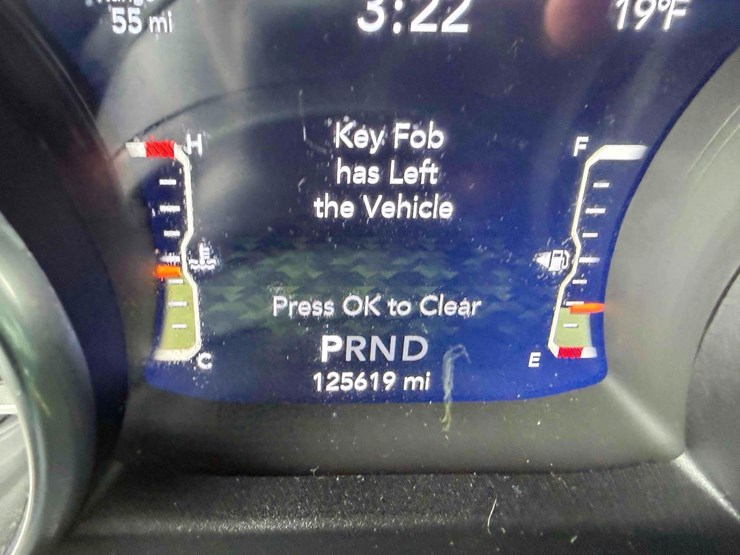 55 mi
3:22
19°F
H
F
Key Fob
has Left
the Vehicle
Press OK to Clear
C
E
PRND
125619 mi